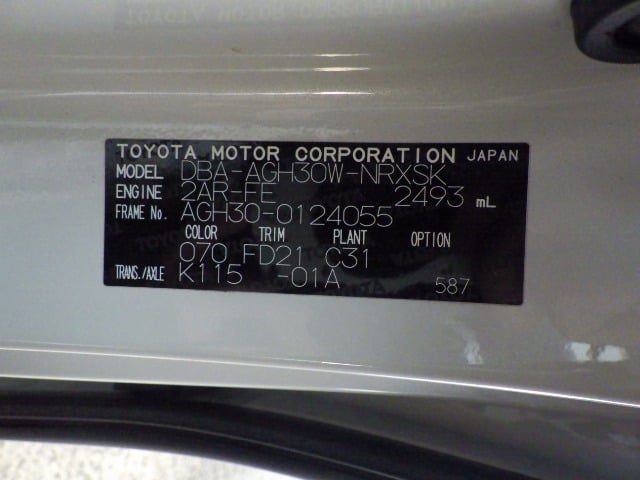 TOYOTA MOTOR CORPORATION JAPAN
MODEL DBA-AGH30W-NRXSK
ENGINE 2AR-FE 2493 mL
FRAME No. AGH30-0124055
COLOR TRIM PLANT OPTION
070 FD21 C31
TRANS./AXLE K115 -01A 587